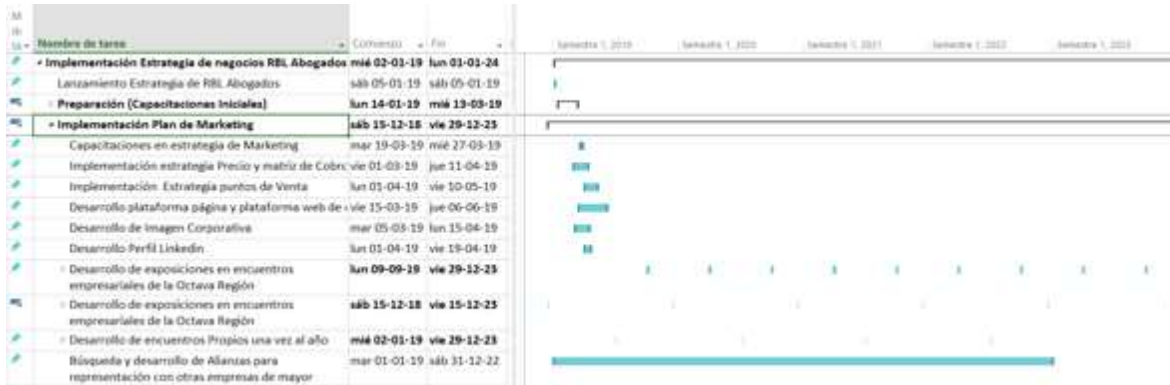 Nombre de tarea Comienzo Fin Semestre 1, 2019 Semestre 1, 2020 Semestre 1, 2021 Semestre 1, 2022 Semestre 1, 2023
Implementación Estrategia de negocios RBL Abogados mié 02-01-19 lun 01-01-24
Lanzamiento Estrategia de RBL Abogados sáb 05-01-19 sáb 05-01-19
Preparación (Capacitaciones Iniciales) lun 14-01-19 mié 13-03-19
Implementación Plan de Marketing sáb 15-12-18 vie 29-12-23
Capacitaciones en estrategia de Marketing mar 19-03-19 mié 27-03-19
Implementación estrategia Precio y matriz de Cobro vie 01-03-19 jue 11-04-19
Implementación Estrategia puntos de Venta lun 01-04-19 vie 10-05-19
Desarrollo plataforma página y plataforma web de vie 15-03-19 jue 06-06-19
Desarrollo de Imagen Corporativa mar 05-03-19 lun 15-04-19
Desarrollo Perfil Linkedin lun 01-04-19 vie 19-04-19
Desarrollo de exposiciones en encuentros lun 09-09-19 vie 29-12-23
empresariales de la Octava Región
Desarrollo de exposiciones en encuentros sáb 15-12-18 vie 15-12-23
empresariales de la Octava Región
Desarrollo de encuentros Propios una vez al año mié 02-01-19 vie 29-12-23
Búsqueda y desarrollo de Alianzas para mar 01-01-19 sáb 31-12-22
representación con otras empresas de mayor